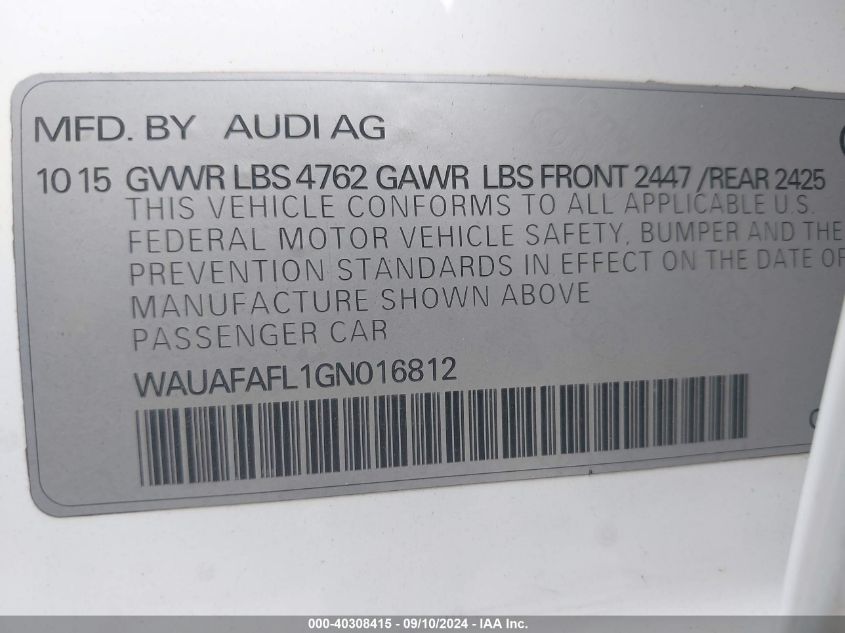 MFD. BY AUDI AG
10 15 GVWR LBS 4762 GAWR LBS FRONT 2447 /REAR 2425
THIS VEHICLE CONFORMS TO ALL APPLICABLE U.S.
FEDERAL MOTOR VEHICLE SAFETY, BUMPER AND THE
PREVENTION STANDARDS IN EFFECT ON THE DATE OF
MANUFACTURE SHOWN ABOVE
PASSENGER CAR
WAUAFAFL1GN016812
000-40308415 - 09/10/2024 - IAA Inc.